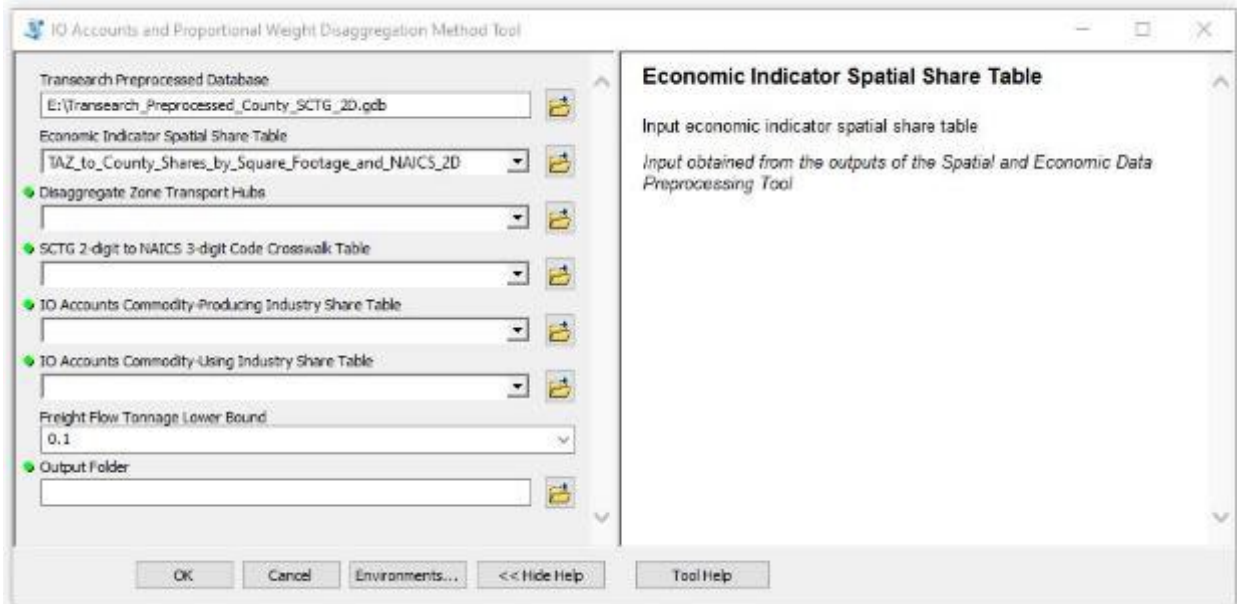 IO Accounts and Proportional Weight Disaggregation Method Tool
Transearch Preprocessed Database
E:\Transearch_Preprocessed_County_SCTG_2D.gdb
Economic Indicator Spatial Share Table
TAZ_to_County_Shares_by_Square_Footage_and_NAICS_2D
Disaggregate Zone Transport Hubs
SCTG 2-digit to NAICS 3-digit Code Crosswalk Table
IO Accounts Commodity-Producing Industry Share Table
IO Accounts Commodity-Using Industry Share Table
Freight Flow Tonnage Lower Bound
0.1
Output Folder
Economic Indicator Spatial Share Table
Input economic indicator spatial share table
Input obtained from the outputs of the Spatial and Economic Data
Preprocessing Tool
OK
Cancel
Environments...
<< Hide Help
Tool Help